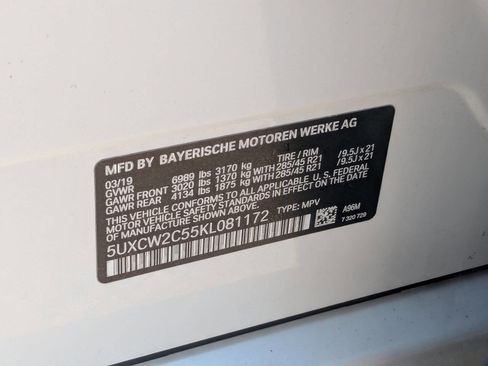 MFD BY BAYERISCHE MOTOREN WERKE AG
03/19 TIRE / RIM
GVWR 6989 lbs 3170 kg
GAWR FRONT 3020 lbs 1370 kg WITH 285/45 R21 /9.5J x 21
GAWR REAR 4134 lbs 1875 kg WITH 285/45 R21 /9.5J x 21
THIS VEHICLE CONFORMS TO ALL APPLICABLE U. S. FEDERAL
MOTOR VEHICLE SAFETY STANDARDS IN EFFECT ON THE DATE
OF MANUFACTURE SHOWN ABOVE.
5UXCW2C55KL081172 TYPE: MPV A96M
7 320 729